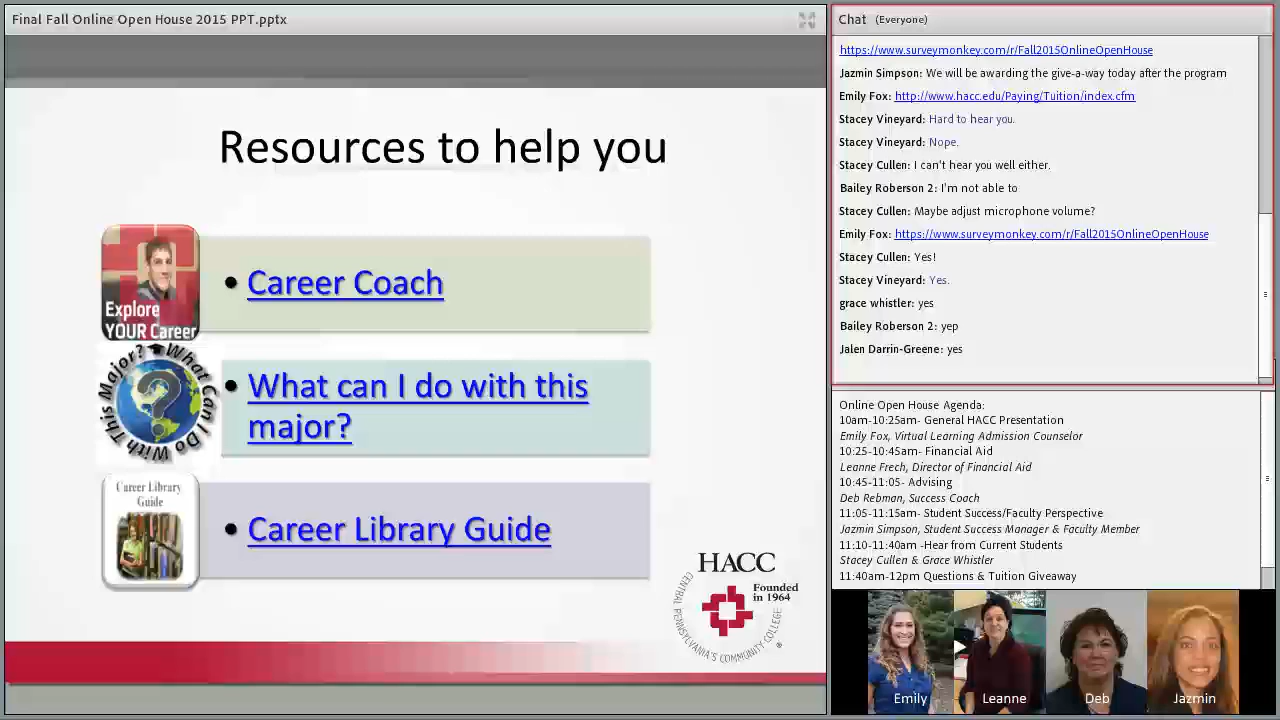 Final Fall Online Open House 2015 PPT.pptx
Resources to help you
Explore
YOUR Career
• Career Coach
What Can I Do With This Major?
• What can I do with this
major?
Career Library
Guide
• Career Library Guide
HACC
Founded
in 1964
CENTRAL PENNSYLVANIA'S COMMUNITY COLLEGE
®
Chat (Everyone)
https://www.surveymonkey.com/r/Fall2015OnlineOpenHouse
Jazmin Simpson: We will be awarding the give-a-way today after the program
Emily Fox: http://www.hacc.edu/Paying/Tuition/index.cfm
Stacey Vineyard: Hard to hear you.
Stacey Vineyard: Nope.
Stacey Cullen: I can't hear you well either.
Bailey Roberson 2: I'm not able to
Stacey Cullen: Maybe adjust microphone volume?
Emily Fox: https://www.surveymonkey.com/r/Fall2015OnlineOpenHouse
Stacey Cullen: Yes!
Stacey Vineyard: Yes.
grace whistler: yes
Bailey Roberson 2: yep
Jalen Darrin-Greene: yes
Online Open House Agenda:
10am-10:25am- General HACC Presentation
Emily Fox, Virtual Learning Admission Counselor
10:25-10:45am- Financial Aid
Leanne Frech, Director of Financial Aid
10:45-11:05- Advising
Deb Rebman, Success Coach
11:05-11:15am- Student Success/Faculty Perspective
Jazmin Simpson, Student Success Manager & Faculty Member
11:10-11:40am -Hear from Current Students
Stacey Cullen & Grace Whistler
11:40am-12pm Questions & Tuition Giveaway
Emily
Leanne
Deb
Jazmin